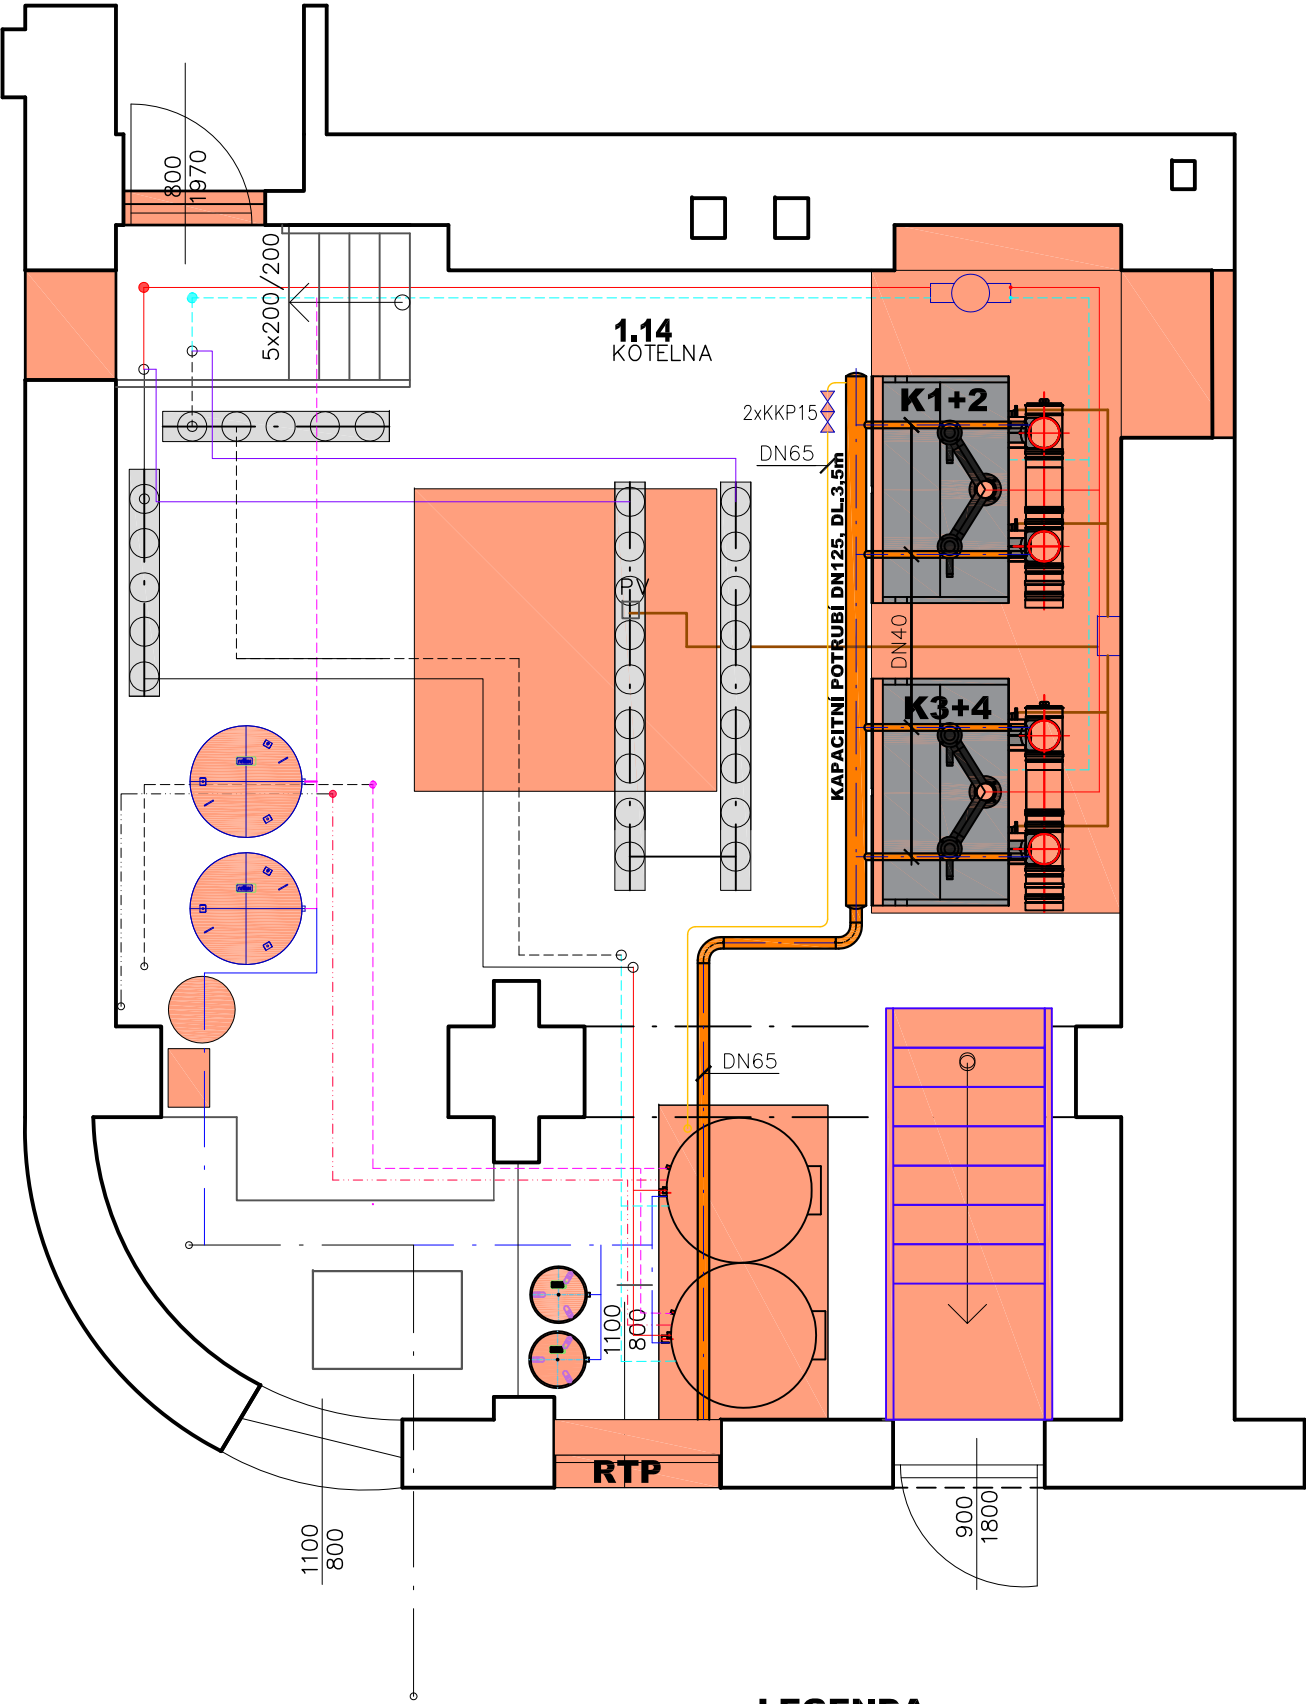 800
1970
5x200/200
1.14
KOTELNA
K1+2
2xKKP15
DN65
KAPACITNÍ POTRUBÍ DN125, DL.3,5m
PV
DN40
K3+4
DN65
1100
800
RTP
1100
800
900
1800
LEGENDA